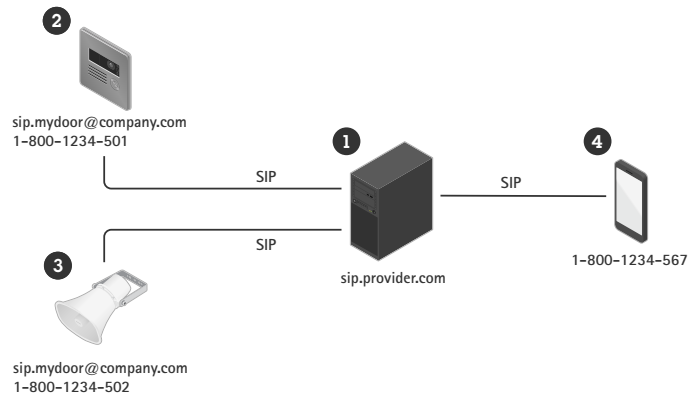 2
sip.mydoor@company.com
1-800-1234-501
1
4
SIP
SIP
SIP
1-800-1234-567
3
sip.provider.com
sip.mydoor@company.com
1-800-1234-502